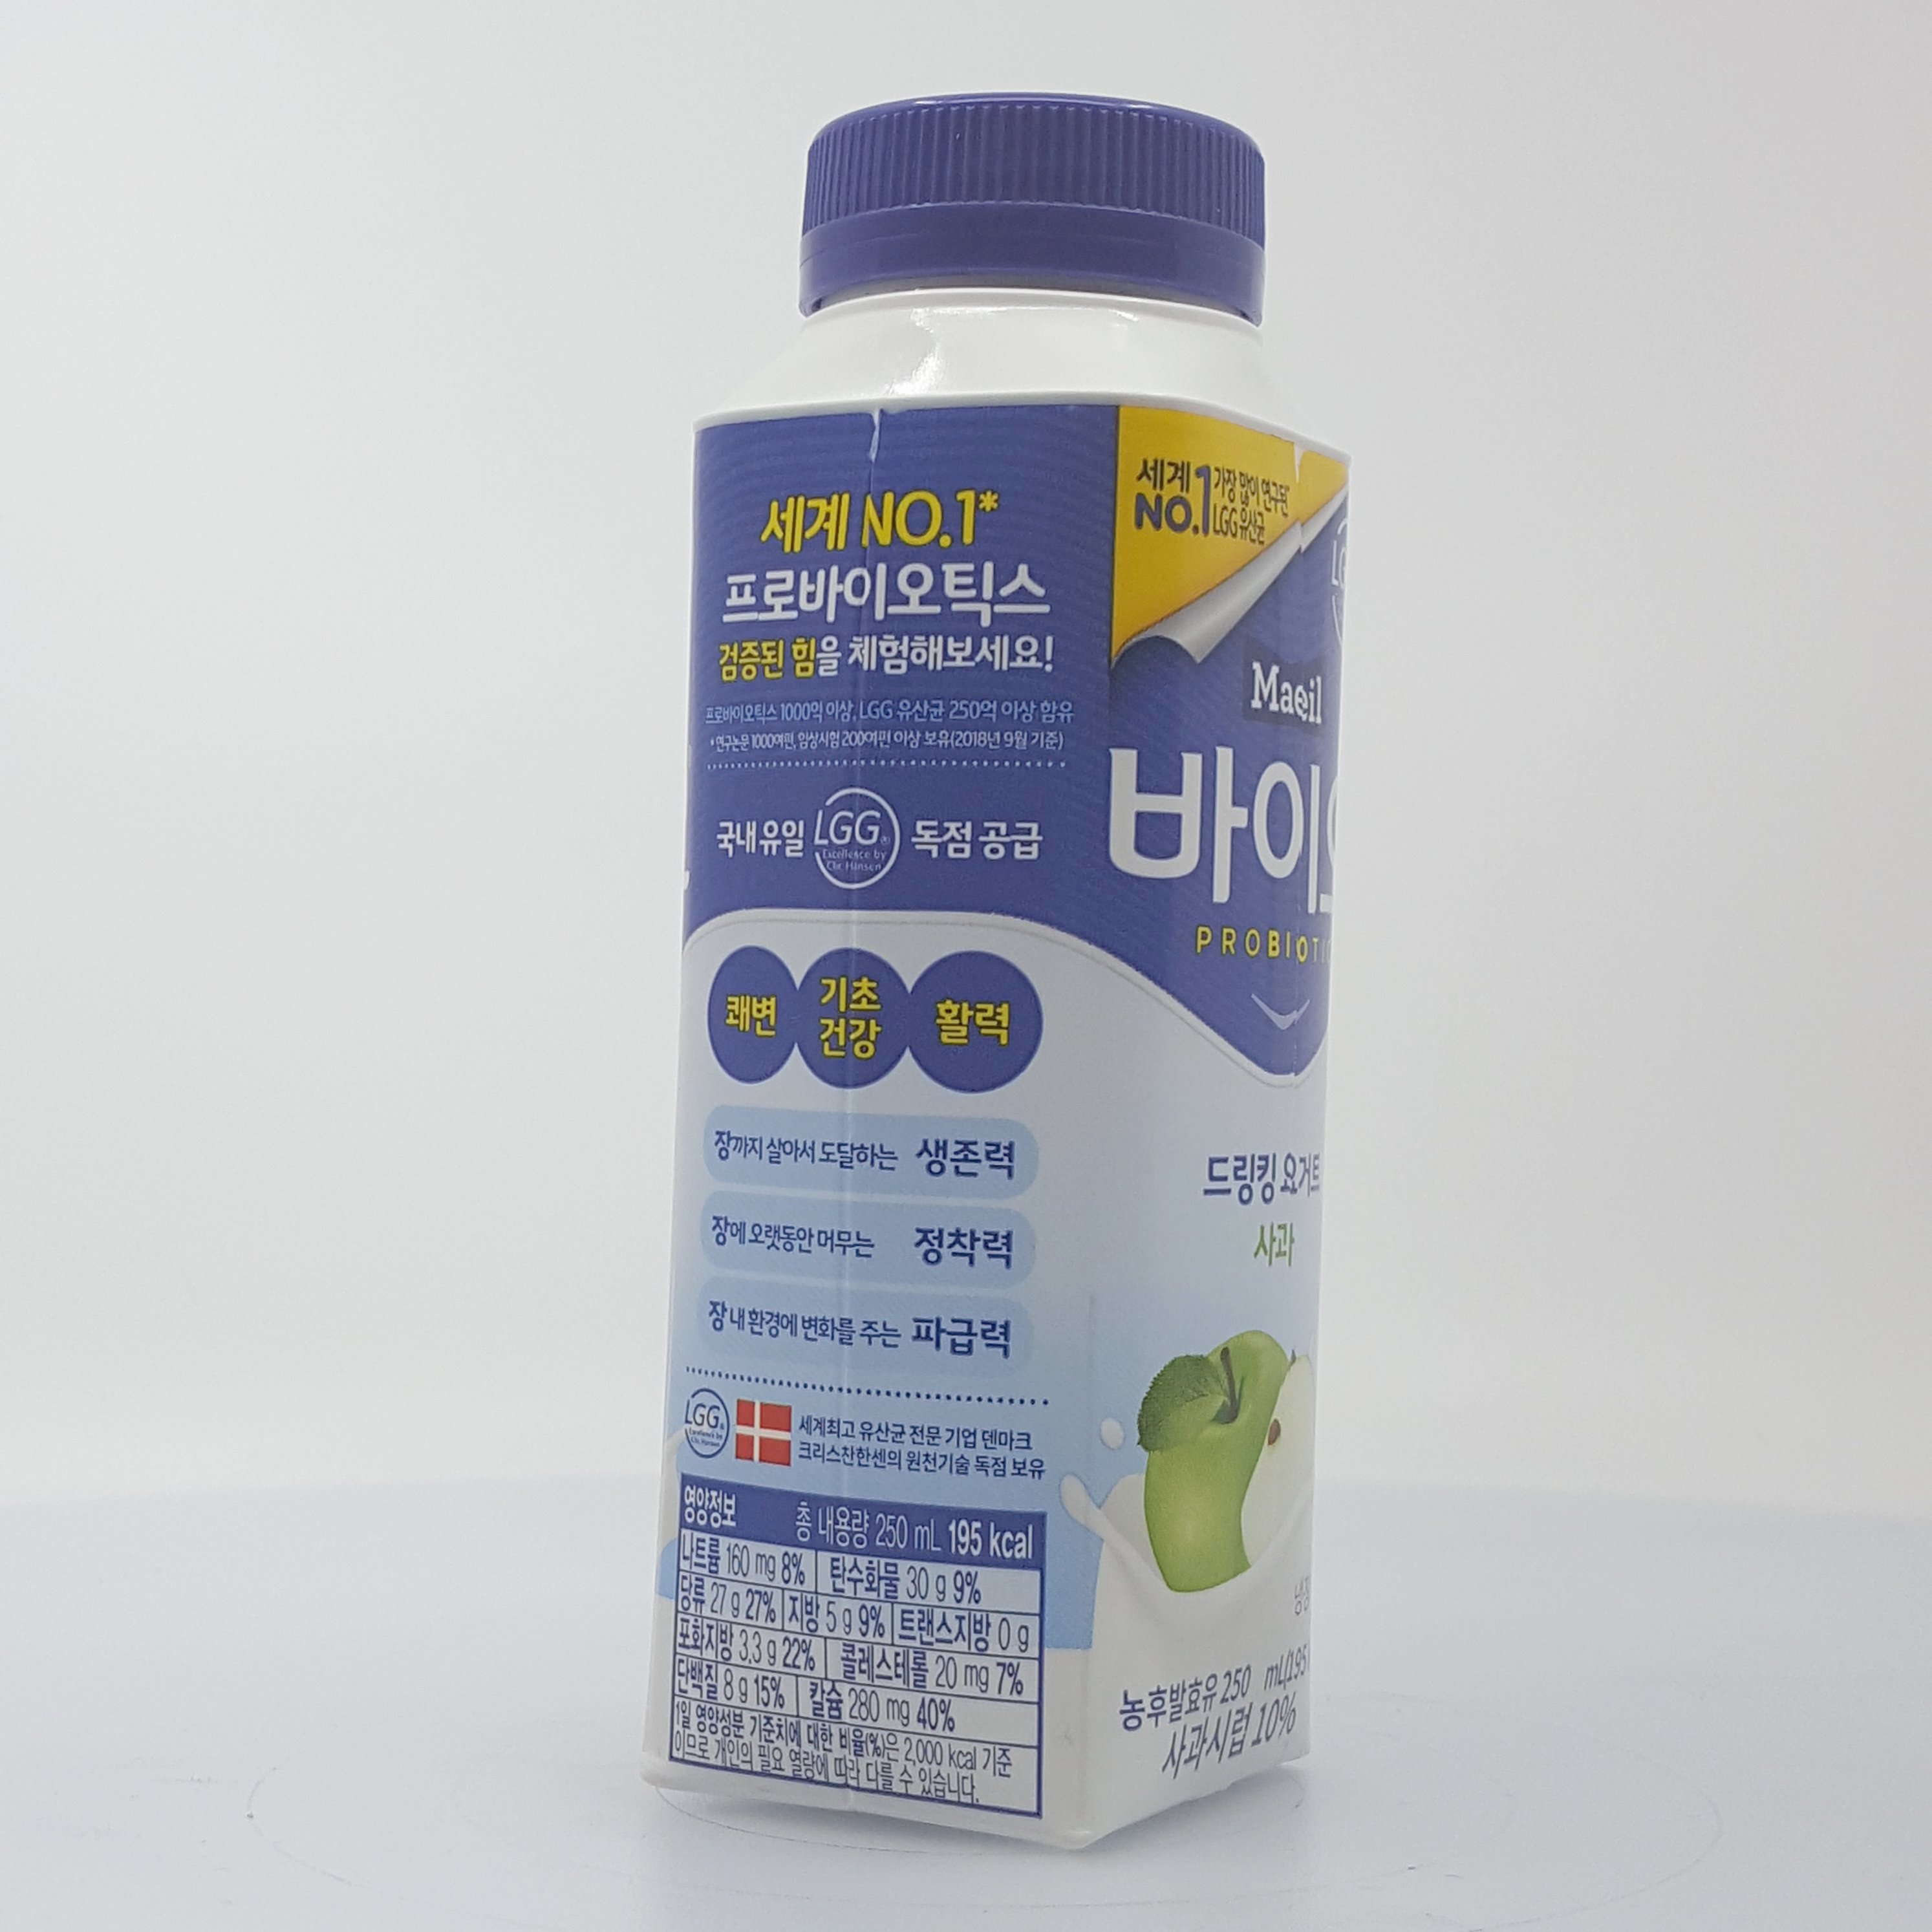 세계 NO.1*
프로바이오틱스
검증된 힘을 체험해보세요!
프로바이오틱스 1000억 이상, LGG 유산균 250억 이상 함유
* 연구논문 1000여편, 임상시험 200여편 이상 보유(2018년 9월 기준)
국내 유일 LGG® 독점 공급
Excellence by
Chr. Hansen
쾌변
기초
건강
활력
장까지 살아서 도달하는 생존력
장에 오랫동안 머무는 정착력
장 내 환경에 변화를 주는 파급력
LGG®
Excellence by
Chr. Hansen
세계최고 유산균 전문 기업 덴마크
크리스찬한센의 원천기술 독점 보유
영양정보 총 내용량 250 mL 195 kcal
나트륨 160 mg 8% 탄수화물 30 g 9%
당류 27 g 27% 지방 5 g 9% 트랜스지방 0 g
포화지방 3.3 g 22% 콜레스테롤 20 mg 7%
단백질 8 g 15% 칼슘 280 mg 40%
1일 영양성분 기준치에 대한 비율(%)은 2,000 kcal 기준
이므로 개인의 필요 열량에 따라 다를 수 있습니다.
세계
NO.1
가장 많이 연구된*
LGG 유산균
Maeil
바이
PROBIOTI
드링킹 요거트
사과
농후발효유 250 mL(195
사과시럽 10%